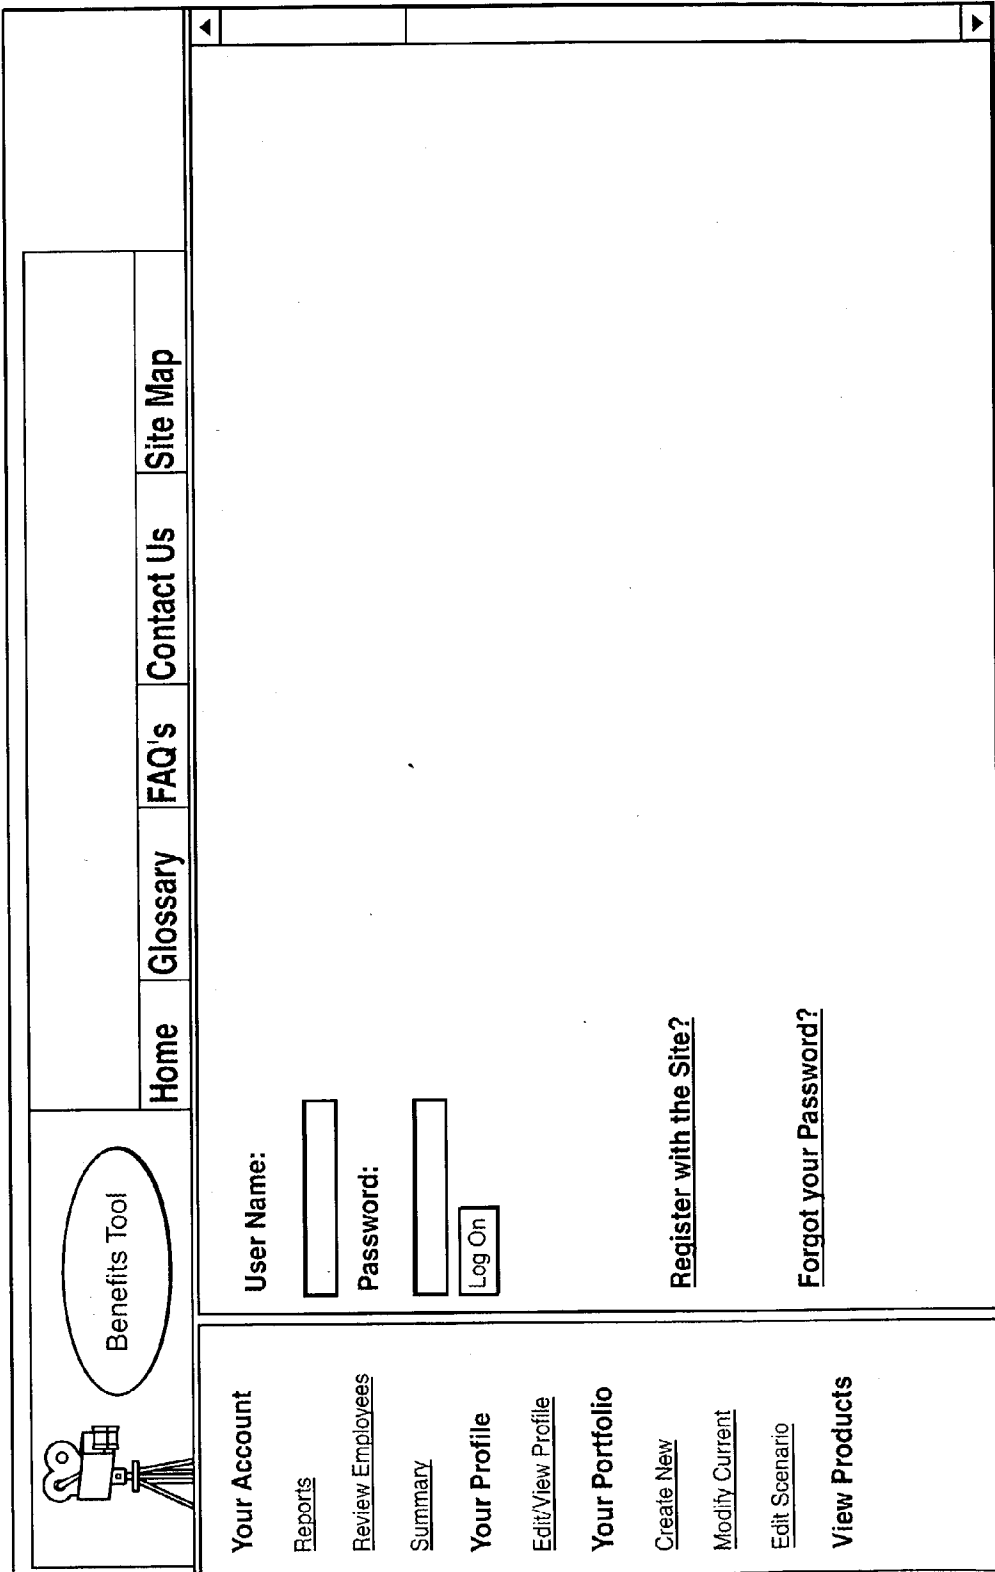 Benefits Tool
Home Glossary FAQ's Contact Us Site Map
Your Account
Reports
Review Employees
Summary
Your Profile
Edit/View Profile
Your Portfolio
Create New
Modify Current
Edit Scenario
View Products
User Name:
Password:
Log On
Register with the Site?
Forgot your Password?